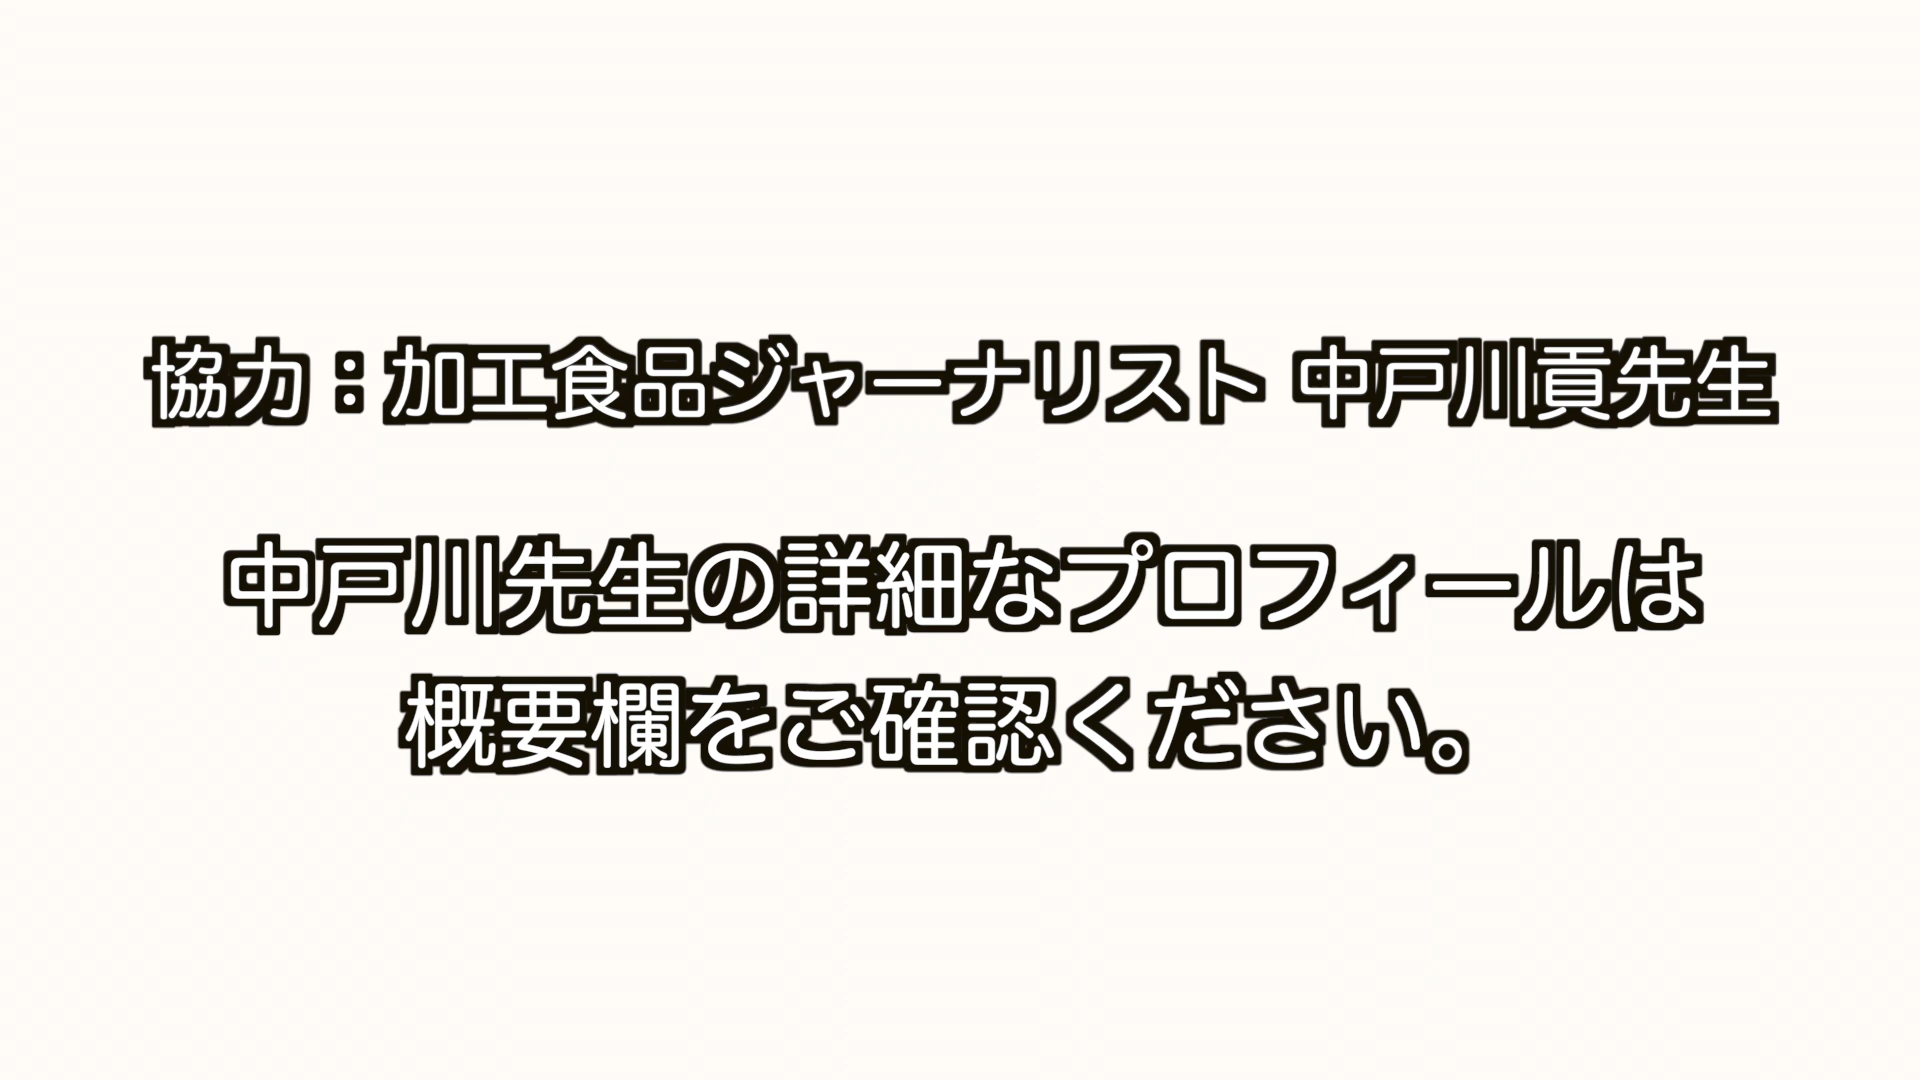 協力：加工食品ジャーナリスト 中戸川貢先生
中戸川先生の詳細なプロフィールは
概要欄をご確認ください。